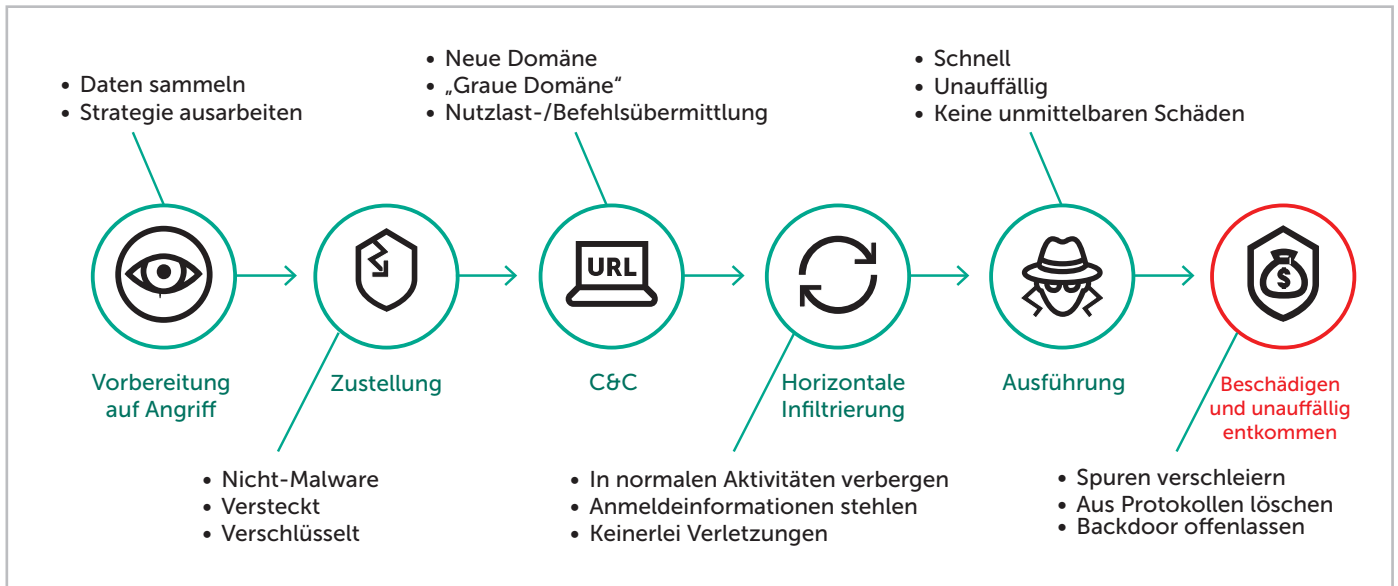 • Daten sammeln
• Strategie ausarbeiten
• Neue Domäne
• „Graue Domäne“
• Nutzlast-/Befehlsübermittlung
• Schnell
• Unauffällig
• Keine unmittelbaren Schäden
URL
$
Vorbereitung
auf Angriff
Zustellung
C&C
Horizontale
Infiltrierung
Ausführung
Beschädigen
und unauffällig
entkommen
• Nicht-Malware
• Versteckt
• Verschlüsselt
• In normalen Aktivitäten verbergen
• Anmeldeinformationen stehlen
• Keinerlei Verletzungen
• Spuren verschleiern
• Aus Protokollen löschen
• Backdoor offenlassen